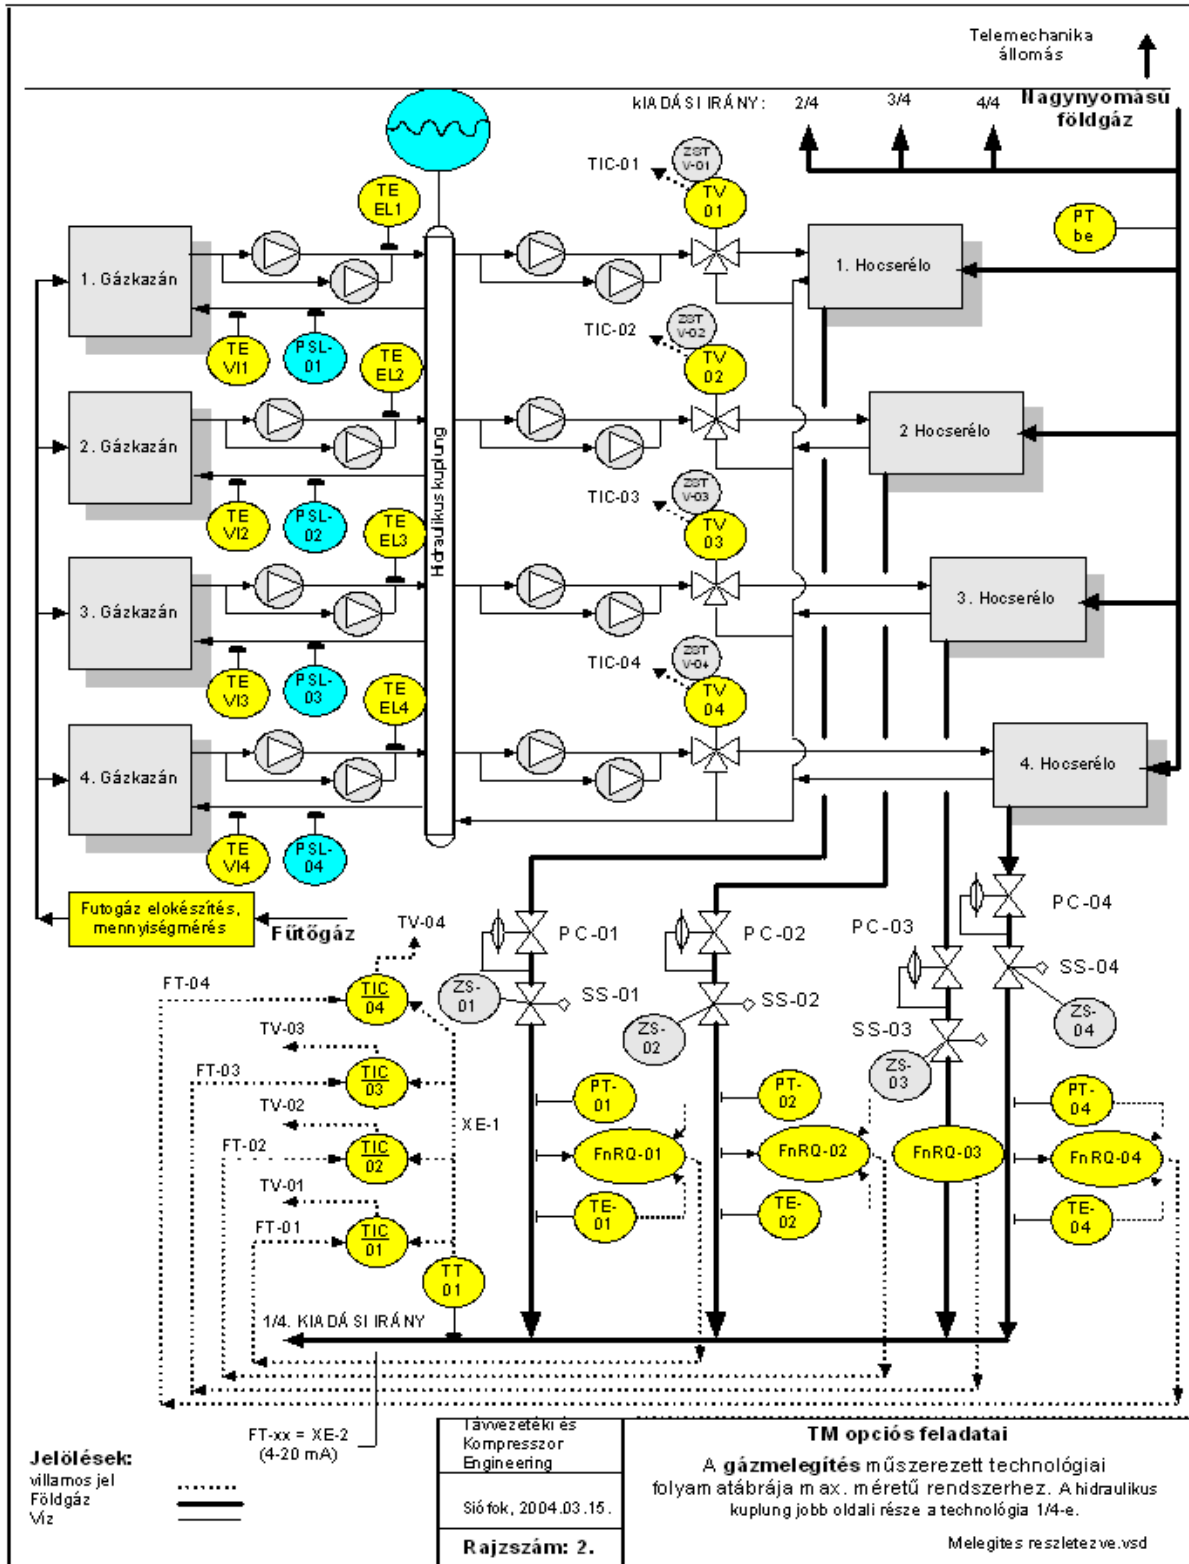 Telemechanika
állomás
Nagynyomású
földgáz
kIADÁSI IRÁNY:
2/4
3/4
4/4
TIC-01
ZST
V-01
TV
01
TE
EL1
PT
be
1. Gázkazán
1. Hocserélo
TE
VI1
PSL-
01
TIC-02
ZST
V-02
TV
02
TE
EL2
2. Gázkazán
2 Hocserélo
Hidraulikus kuplung
TE
VI2
PSL-
02
TIC-03
ZST
V-03
TV
03
TE
EL3
3. Gázkazán
3. Hocserélo
TE
VI3
PSL-
03
TIC-04
ZST
V-04
TV
04
TE
EL4
4. Gázkazán
4. Hocserélo
TE
VI4
PSL-
04
Futogáz elokészítés,
mennyiségmérés
Fűtőgáz
TV-04
PC-01
PC-02
PC-03
PC-04
FT-04
TIC
04
ZS-
01
SS-01
ZS-
02
SS-02
SS-03
ZS-
03
SS-04
ZS-
04
TV-03
FT-03
TIC
03
TV-02
XE-1
FT-02
TIC
02
TV-01
FT-01
TIC
01
TT
01
PT-
01
FnRQ-01
TE-
01
PT-
02
FnRQ-02
TE-
02
FnRQ-03
PT-
04
FnRQ-04
TE-
04
1/4. KIADÁSI IRÁNY
FT-xx = XE-2
(4-20 mA)
Jelölések:
villamos jel
Földgáz
Víz
Távvezetéki és
Kompresszor
Engineering
Siófok, 2004.03.15.
Rajzszám: 2.
TM opciós feladatai
A gázmelegítés műszerezett technológiai
folyamatábrája max. méretű rendszerhez. A hidraulikus
kuplung jobb oldali része a technológia 1/4-e.
Melegites reszletezve.vsd